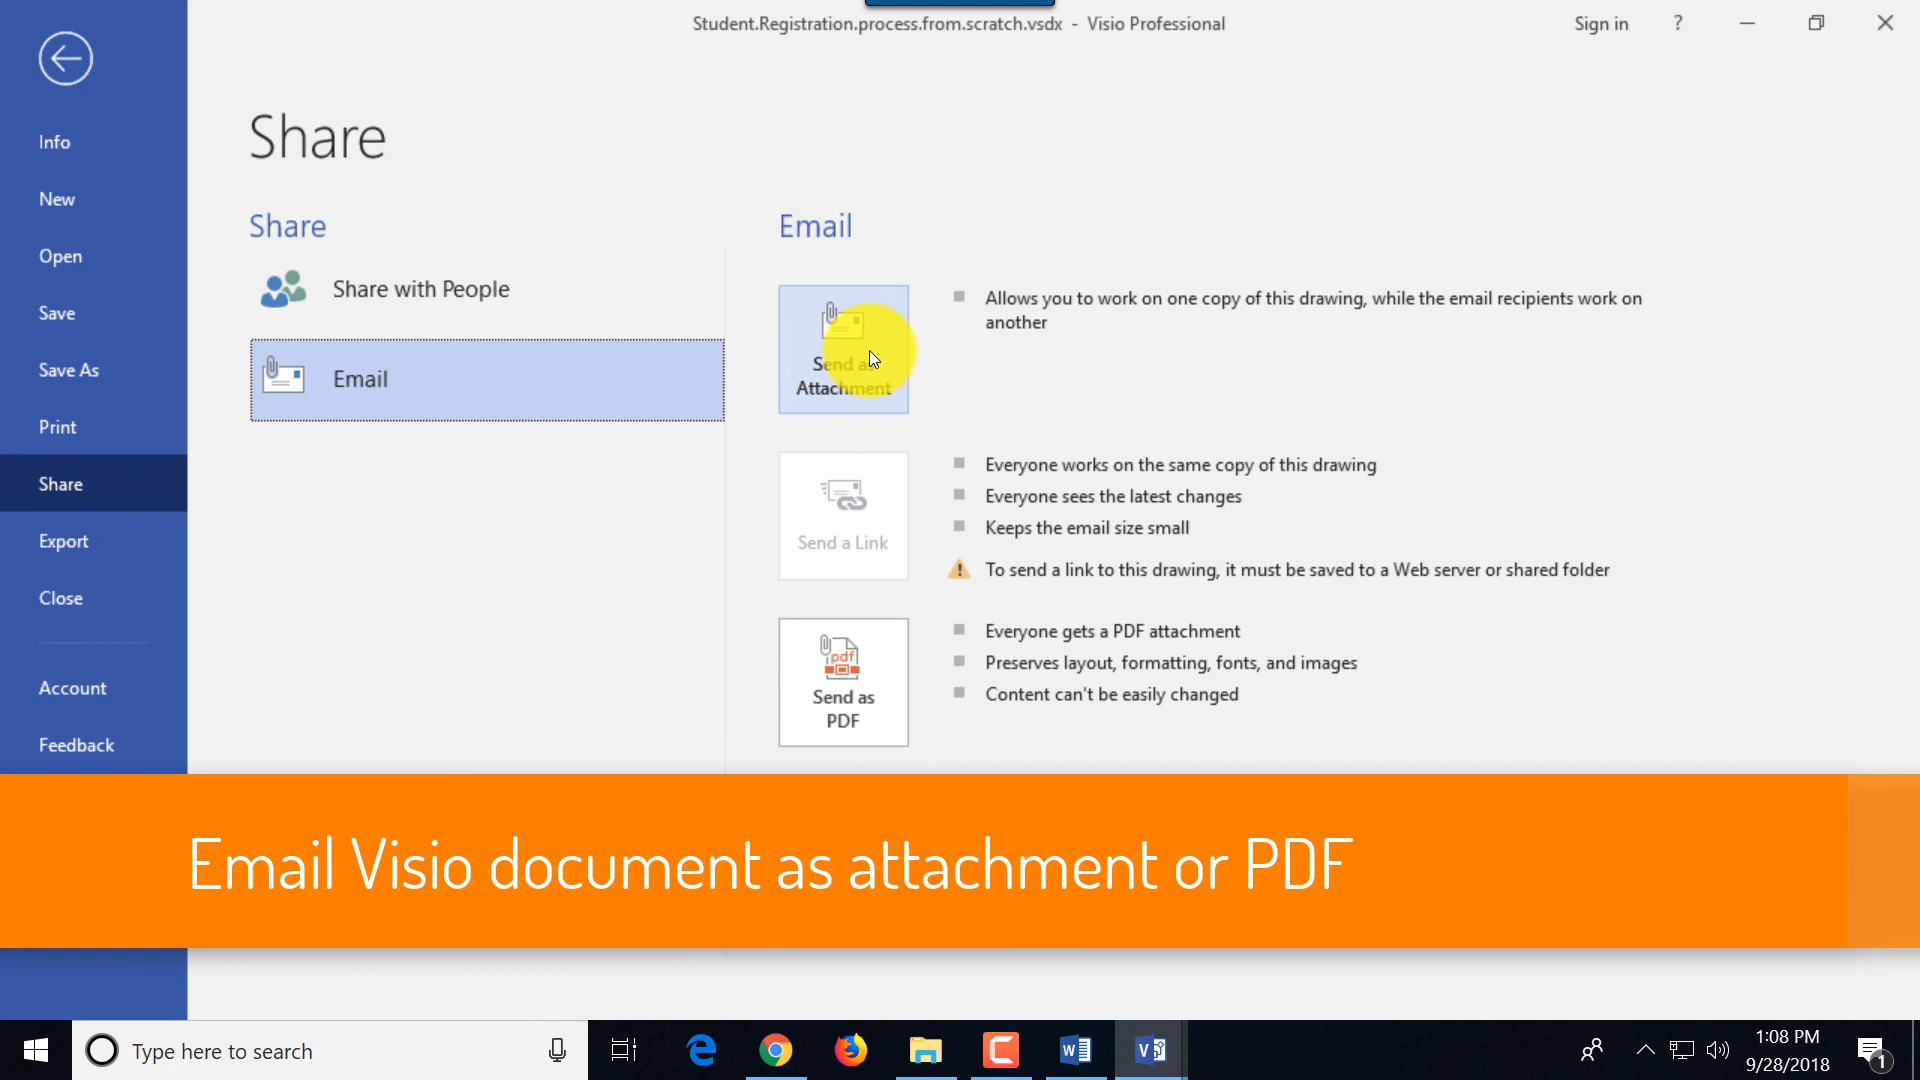 Student.Registration.process.from.scratch.vsdx - Visio Professional
Sign in
?
Info
New
Open
Save
Save As
Print
Share
Export
Close
Account
Feedback
Share
Share
Share with People
Email
Email
Send as
Attachment
Allows you to work on one copy of this drawing, while the email recipients work on
another
Send a Link
Everyone works on the same copy of this drawing
Everyone sees the latest changes
Keeps the email size small
To send a link to this drawing, it must be saved to a Web server or shared folder
pdf
Send as
PDF
Everyone gets a PDF attachment
Preserves layout, formatting, fonts, and images
Content can't be easily changed
Email Visio document as attachment or PDF
Type here to search
1:08 PM
9/28/2018
1